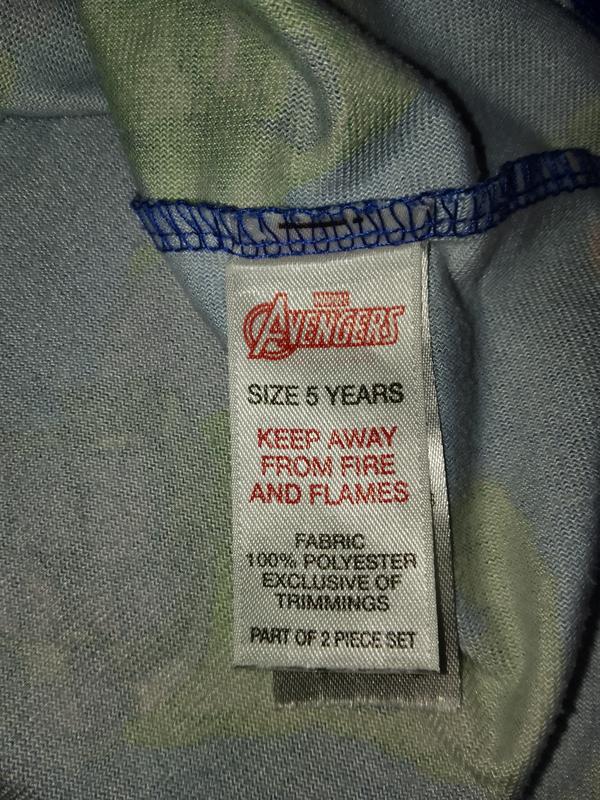 MARVEL
AVENGERS
SIZE 5 YEARS
KEEP AWAY
FROM FIRE
AND FLAMES
FABRIC
100% POLYESTER
EXCLUSIVE OF
TRIMMINGS
PART OF 2 PIECE SET